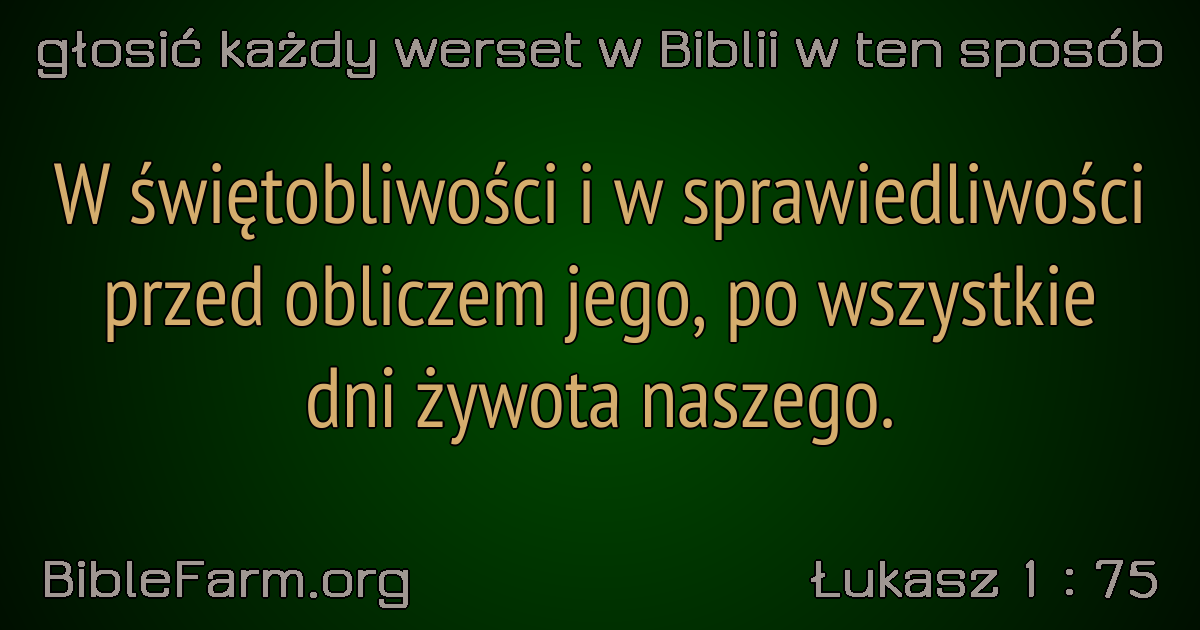 głosić każdy werset w Biblii w ten sposób
W świętobliwości i w sprawiedliwości
przed obliczem jego, po wszystkie
dni żywota naszego.
BibleFarm.org
Łukasz 1 : 75